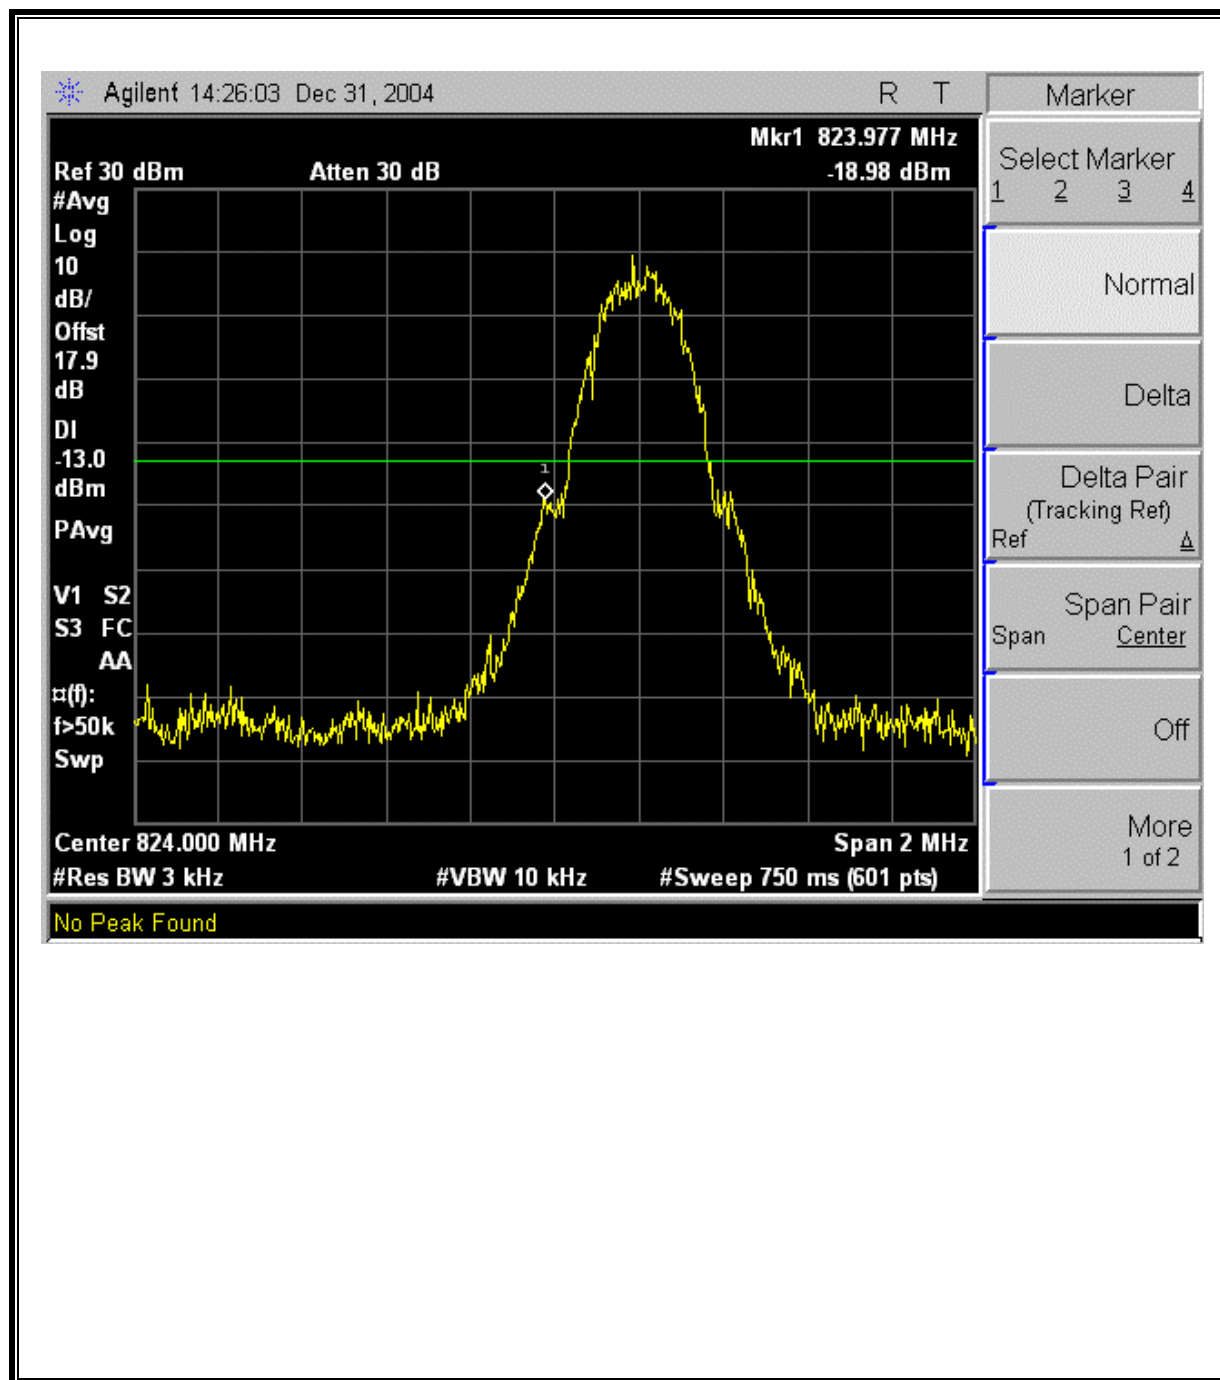 Agilent 14:26:03 Dec 31, 2004 R T
Mkr1 823.977 MHz
Ref 30 dBm Atten 30 dB -18.98 dBm
#Avg
Log
10
dB/
Offst
17.9
dB
DI
-13.0
dBm
PAvg
V1 S2
S3 FC
AA
¤(f):
f>50k
Swp
1
Center 824.000 MHz Span 2 MHz
#Res BW 3 kHz #VBW 10 kHz #Sweep 750 ms (601 pts)
No Peak Found
Marker
Select Marker
1 2 3 4
Normal
Delta
Delta Pair
(Tracking Ref)
Ref Δ
Span Pair
Span Center
Off
More
1 of 2